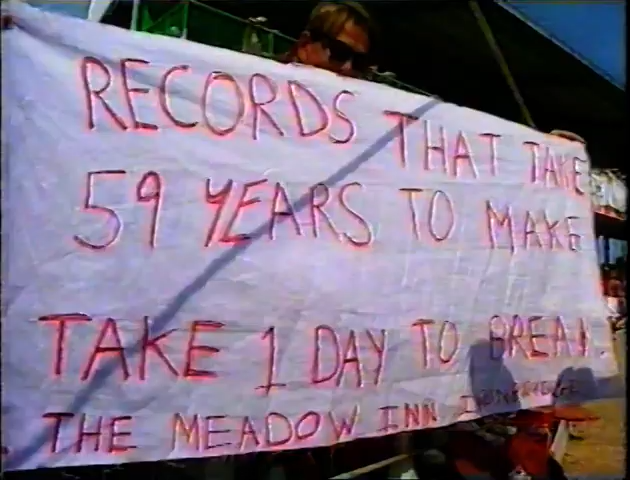 RECORDS THAT TAKE
59 YEARS TO MAKE
TAKE 1 DAY TO BREAK.
THE MEADOW INN